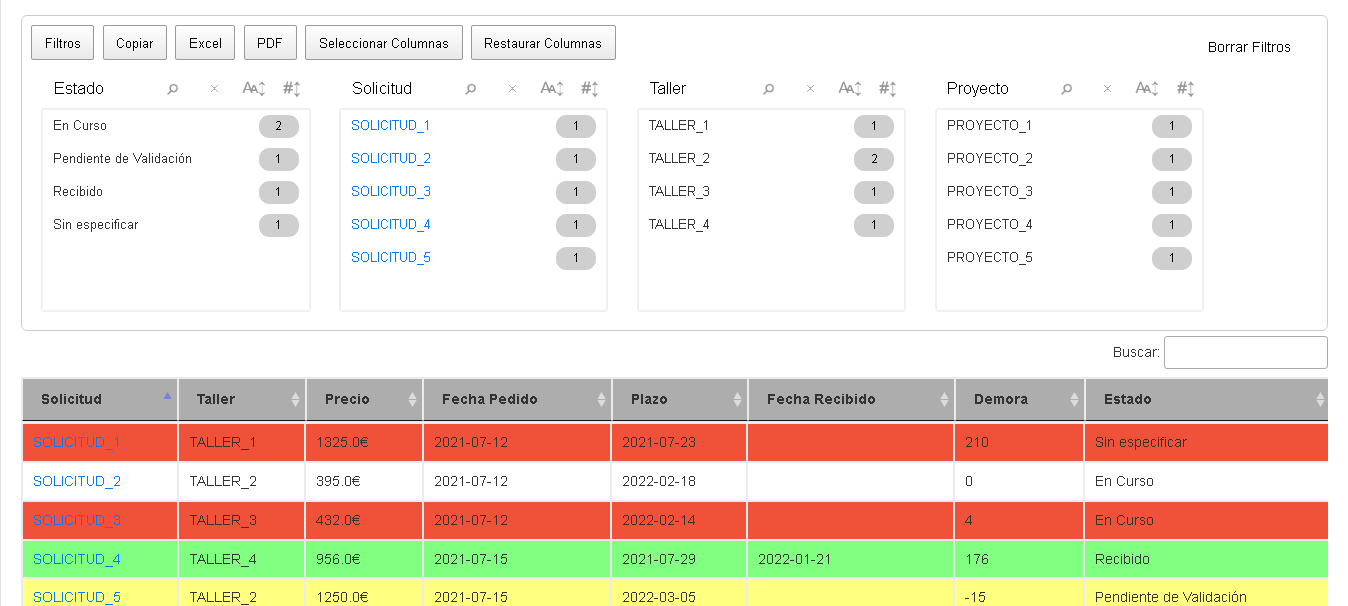 Filtros Copiar Excel PDF Seleccionar Columnas Restaurar Columnas Borrar Filtros
Estado Solicitud Taller Proyecto
En Curso 2 SOLICITUD_1 1 TALLER_1 1 PROYECTO_1 1
Pendiente de Validación 1 SOLICITUD_2 1 TALLER_2 2 PROYECTO_2 1
Recibido 1 SOLICITUD_3 1 TALLER_3 1 PROYECTO_3 1
Sin especificar 1 SOLICITUD_4 1 TALLER_4 1 PROYECTO_4 1
SOLICITUD_5 1 PROYECTO_5 1
Buscar:
Solicitud Taller Precio Fecha Pedido Plazo Fecha Recibido Demora Estado
SOLICITUD_1 TALLER_1 1325.0€ 2021-07-12 2021-07-23 210 Sin especificar
SOLICITUD_2 TALLER_2 395.0€ 2021-07-12 2022-02-18 0 En Curso
SOLICITUD_3 TALLER_3 432.0€ 2021-07-12 2022-02-14 4 En Curso
SOLICITUD_4 TALLER_4 956.0€ 2021-07-15 2021-07-29 2022-01-21 176 Recibido
SOLICITUD_5 TALLER_2 1250.0€ 2021-07-15 2022-03-05 -15 Pendiente de Validación